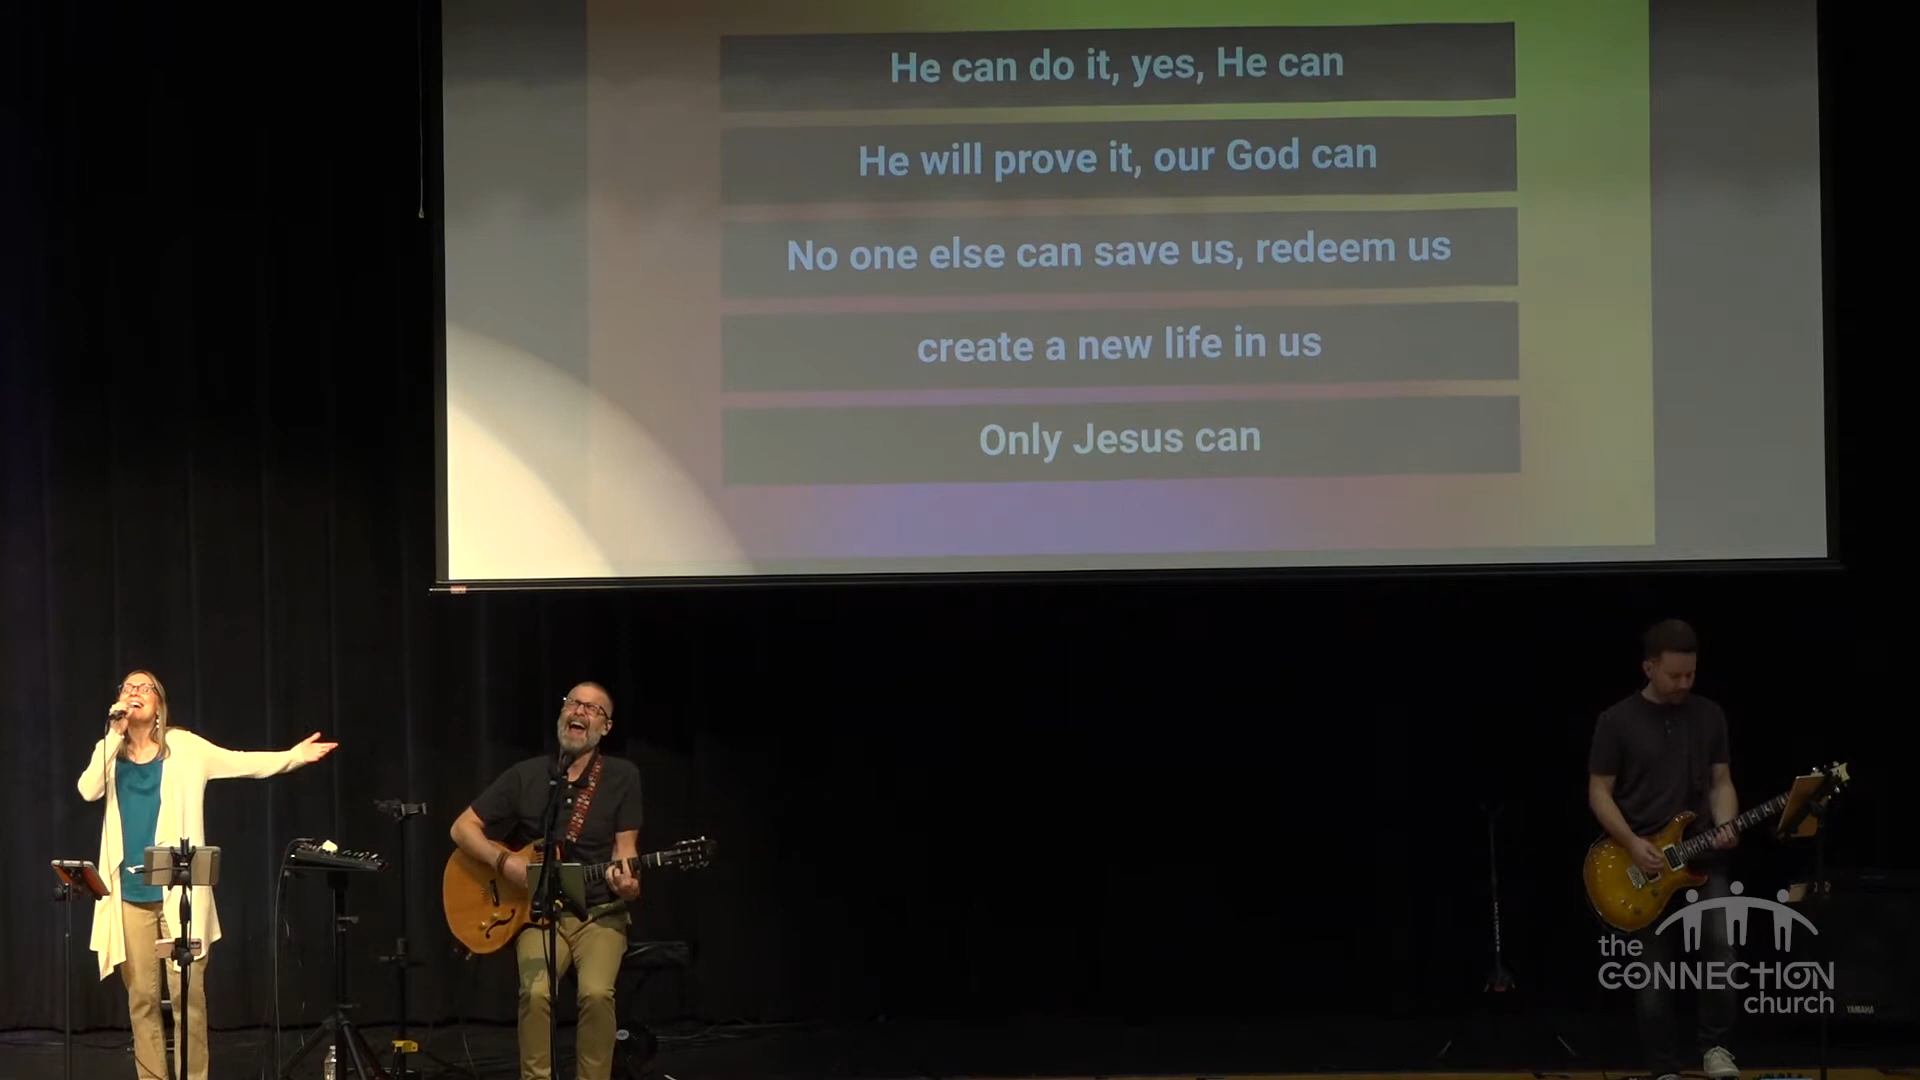 He can do it, yes, He can
He will prove it, our God can
No one else can save us, redeem us
create a new life in us
Only Jesus can
the
CONNECTION
church
YAMAHA